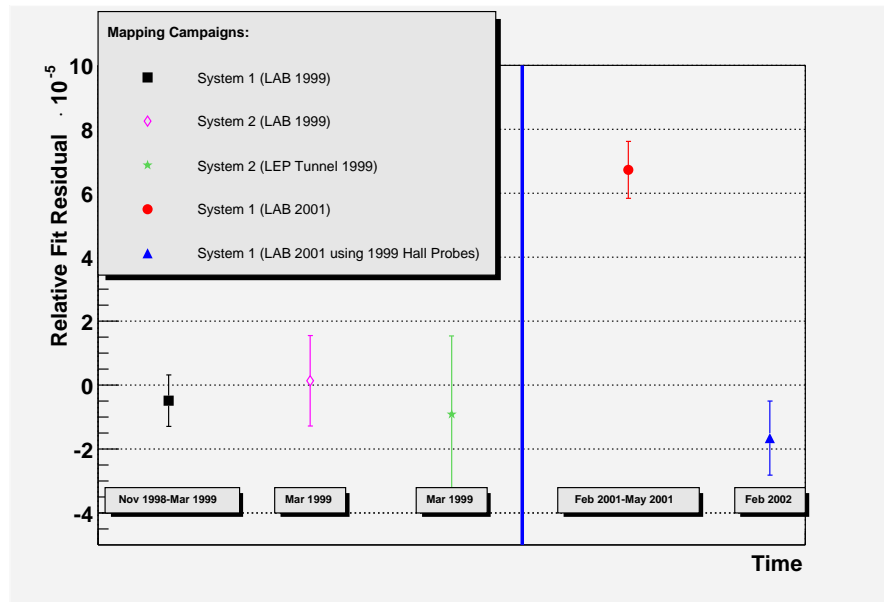 Mapping Campaigns:
System 1 (LAB 1999)
System 2 (LAB 1999)
System 2 (LEP Tunnel 1999)
System 1 (LAB 2001)
System 1 (LAB 2001 using 1999 Hall Probes)
Relative Fit Residual · 10^-5
10
8
6
4
2
0
-2
-4
Nov 1998-Mar 1999
Mar 1999
Mar 1999
Feb 2001-May 2001
Feb 2002
Time